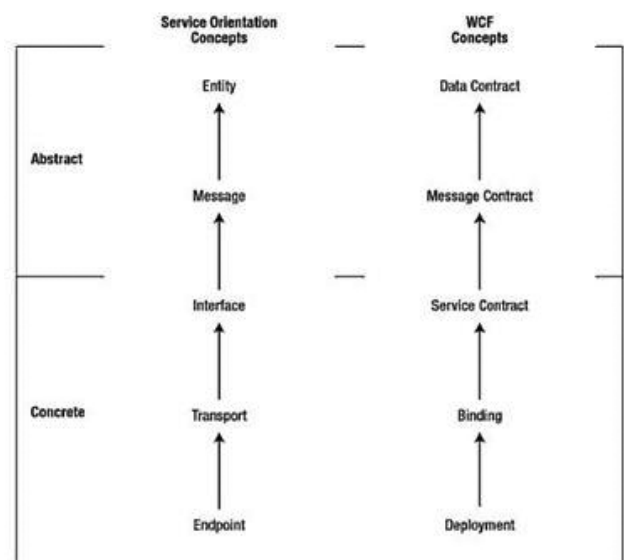 Service Orientation
Concepts
WCF
Concepts
Entity
Data Contract
Abstract
Message
Message Contract
Interface
Service Contract
Concrete
Transport
Binding
Endpoint
Deployment